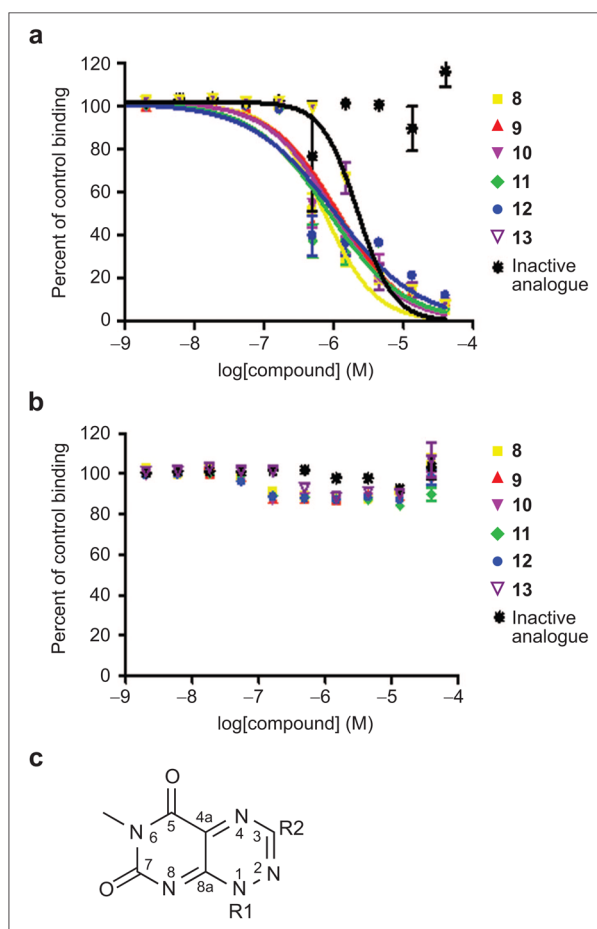 a
120
100
80
60
40
20
0
Percent of control binding
–9 –8 –7 –6 –5 –4
log[compound] (M)
8
9
10
11
12
13
Inactive
analogue
b
120
100
80
60
40
20
0
Percent of control binding
–9 –8 –7 –6 –5 –4
log[compound] (M)
8
9
10
11
12
13
Inactive
analogue
c
O
4a N
5 4 3 R2
N
6
7 8 1 2
O N 8a N N
R1